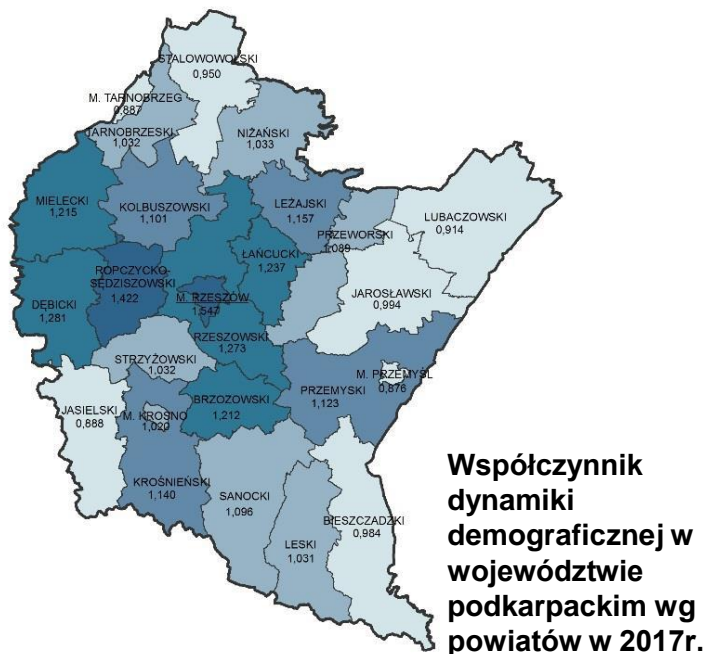 STALOWOWOLSKI
0,950
M. TARNOBRZEG
0,887
TARNOBRZESKI
1,032
NIŻAŃSKI
1,033
MIELECKI
1,215
KOLBUSZOWSKI
1,101
LEŻAJSKI
1,157
LUBACZOWSKI
0,914
PRZEWORSKI
1,089
ŁAŃCUCKI
1,237
ROPCZYCKO-
SĘDZISZOWSKI
1,422
DĘBICKI
1,281
M. RZESZÓW
1,547
JAROSŁAWSKI
0,994
RZESZOWSKI
1,273
STRZYŻOWSKI
1,032
M. PRZEMYŚL
0,876
PRZEMYSKI
1,123
BRZOZOWSKI
1,212
JASIELSKI
0,888
M. KROSNO
1,020
KROŚNIEŃSKI
1,140
SANOCKI
1,096
BIESZCZADZKI
0,984
LESKI
1,031
Współczynnik
dynamiki
demograficznej w
województwie
podkarpackim wg
powiatów w 2017r.